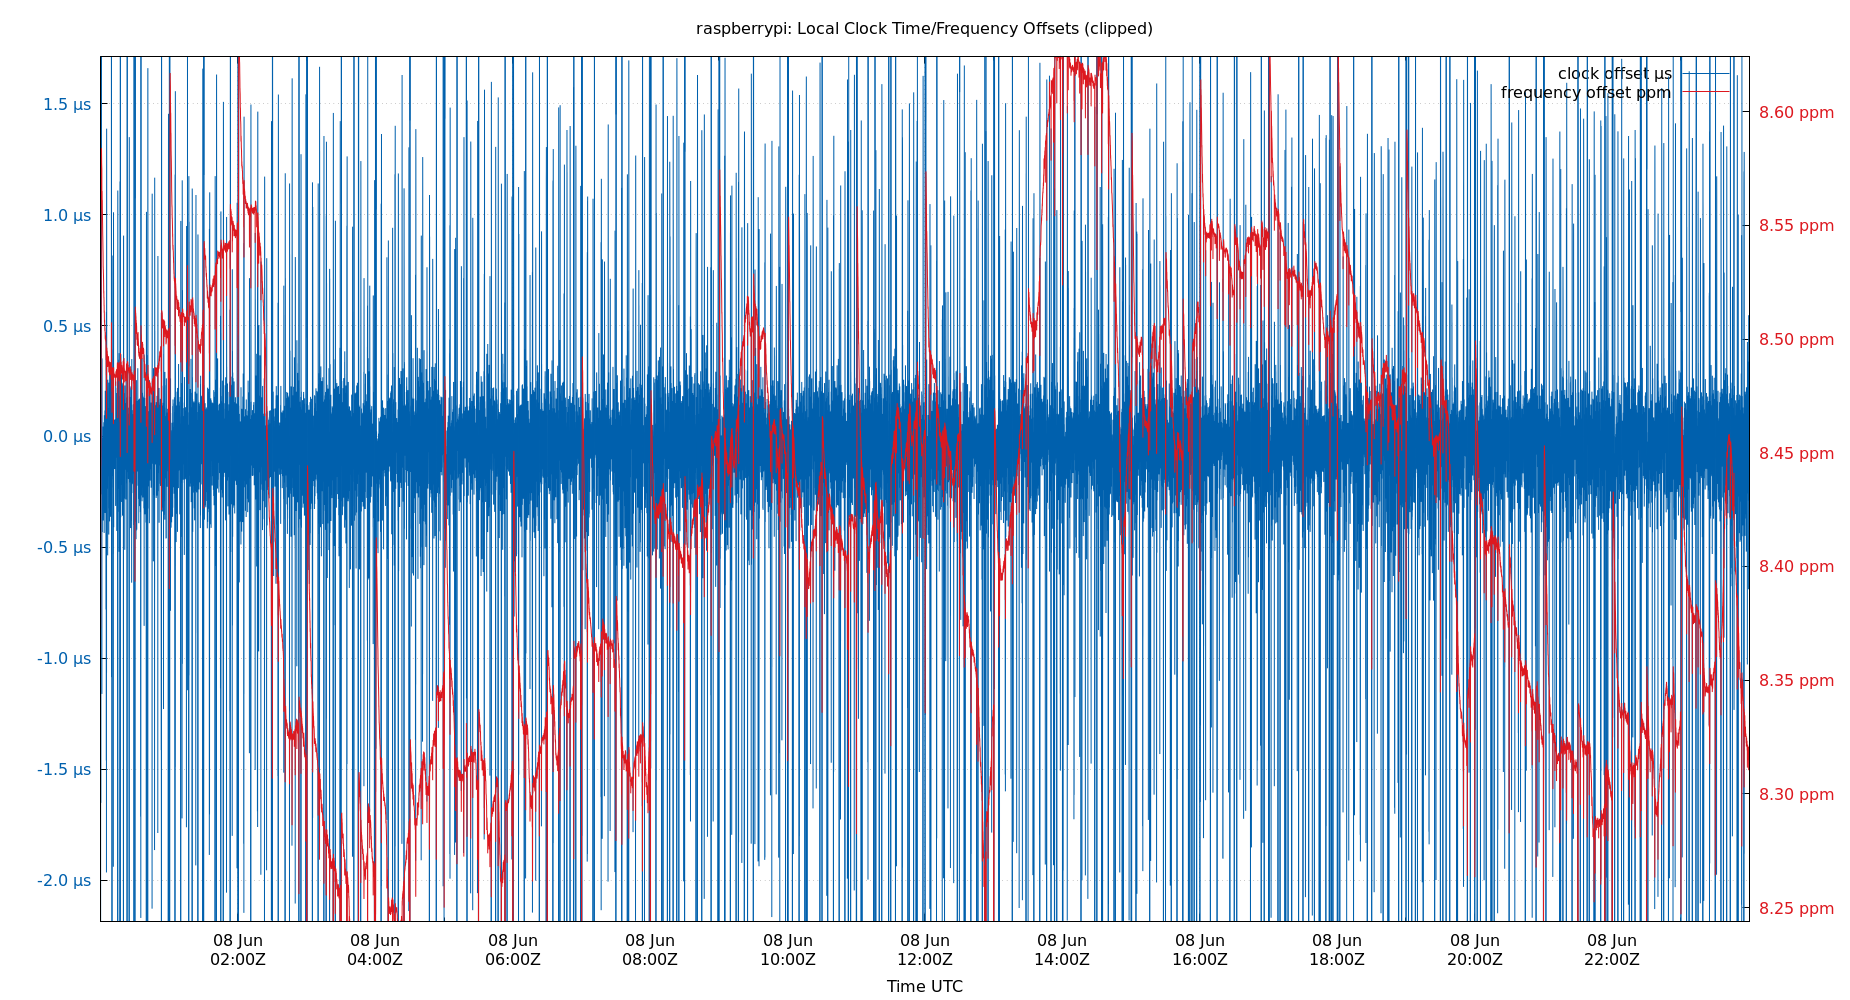 raspberrypi: Local Clock Time/Frequency Offsets (clipped)
clock offset µs
frequency offset ppm
1.5 µs
1.0 µs
0.5 µs
0.0 µs
-0.5 µs
-1.0 µs
-1.5 µs
-2.0 µs
8.60 ppm
8.55 ppm
8.50 ppm
8.45 ppm
8.40 ppm
8.35 ppm
8.30 ppm
8.25 ppm
08 Jun 08 Jun 08 Jun 08 Jun 08 Jun 08 Jun 08 Jun 08 Jun 08 Jun 08 Jun 08 Jun
02:00Z 04:00Z 06:00Z 08:00Z 10:00Z 12:00Z 14:00Z 16:00Z 18:00Z 20:00Z 22:00Z
Time UTC